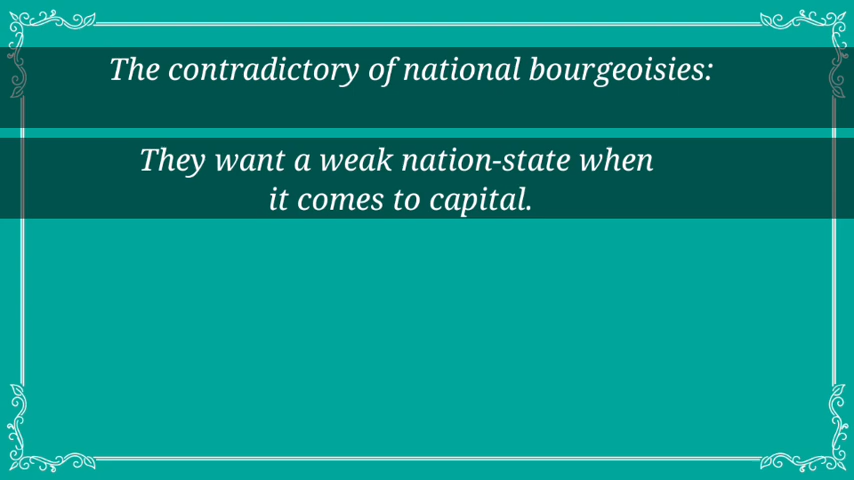 The contradictory of national bourgeoisies:
They want a weak nation-state when
it comes to capital.